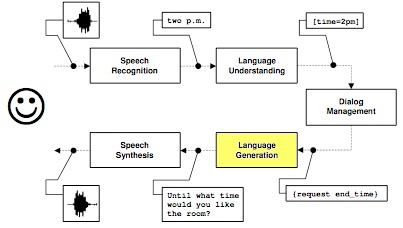 two p.m.
[time=2pm]
Speech
Recognition
Language
Understanding
Dialog
Management
Speech
Synthesis
Language
Generation
Until what time
would you like
the room?
{request end_time)